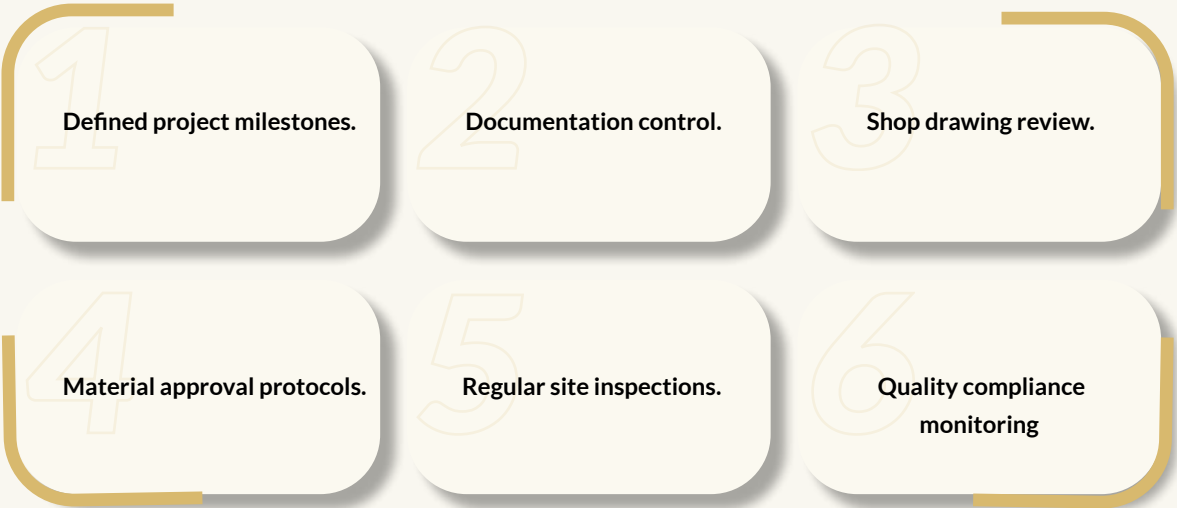 1
Defined project milestones.
2
Documentation control.
3
Shop drawing review.
4
Material approval protocols.
5
Regular site inspections.
6
Quality compliance
monitoring